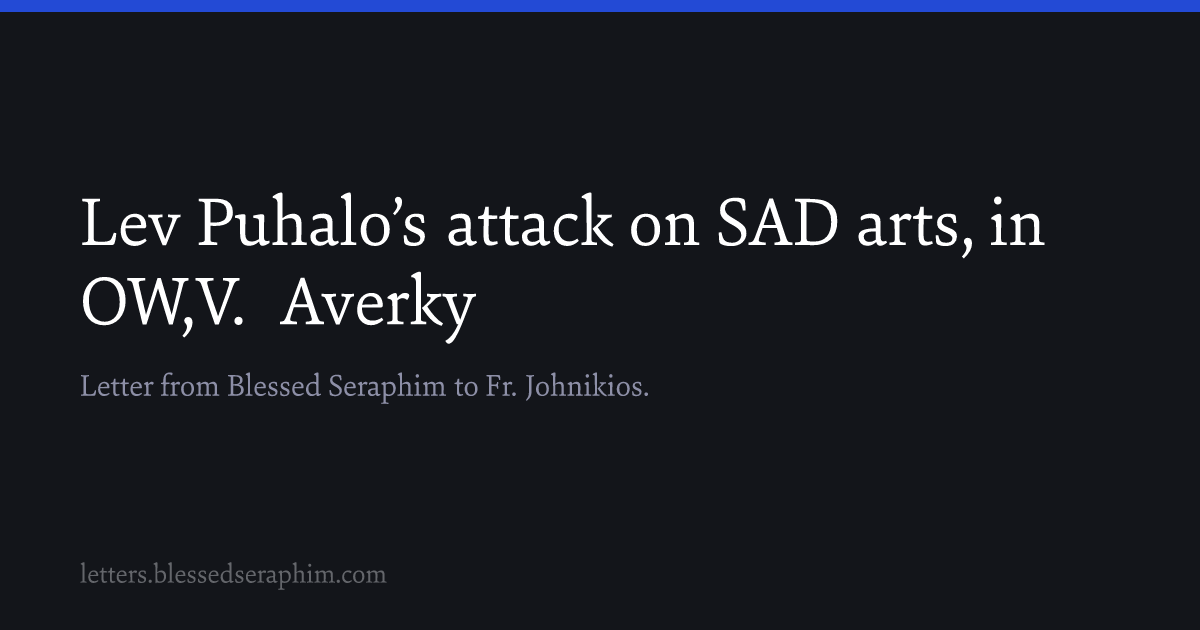 Lev Puhalo’s attack on SAD arts, in
OW,V.  Averky
Letter from Blessed Seraphim to Fr. Johnikios.
letters.blessedseraphim.com